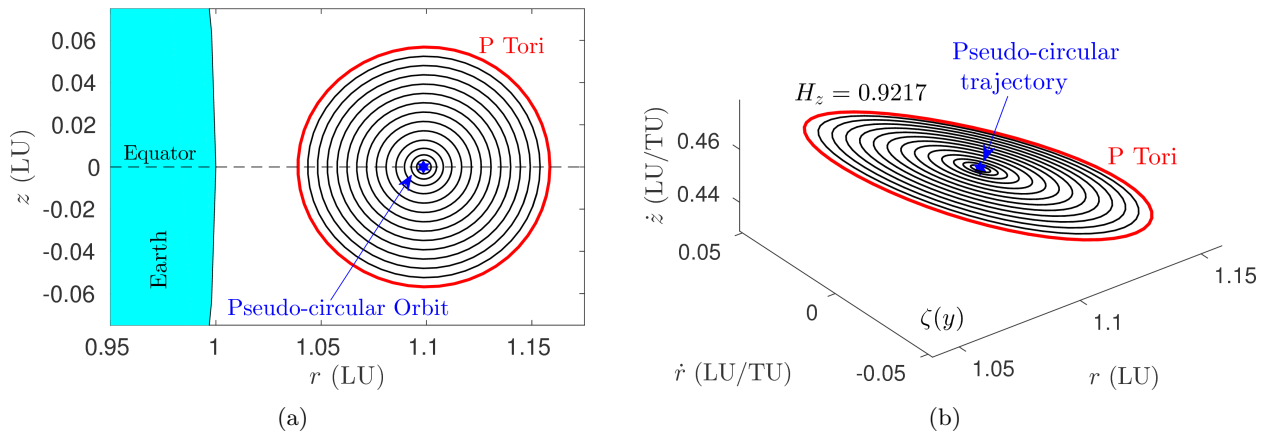 0.06
0.04
0.02
0
-0.02
-0.04
-0.06
z (LU)
P Tori
Equator
Earth
Pseudo-circular Orbit
0.95
1
1.05
1.1
1.15
r (LU)
(a)
Pseudo-circular
trajectory
H_z = 0.9217
P Tori
0.46
0.44
ż (LU/TU)
0.05
0
-0.05
ṙ (LU/TU)
ζ(y)
1.05
1.1
1.15
r (LU)
(b)